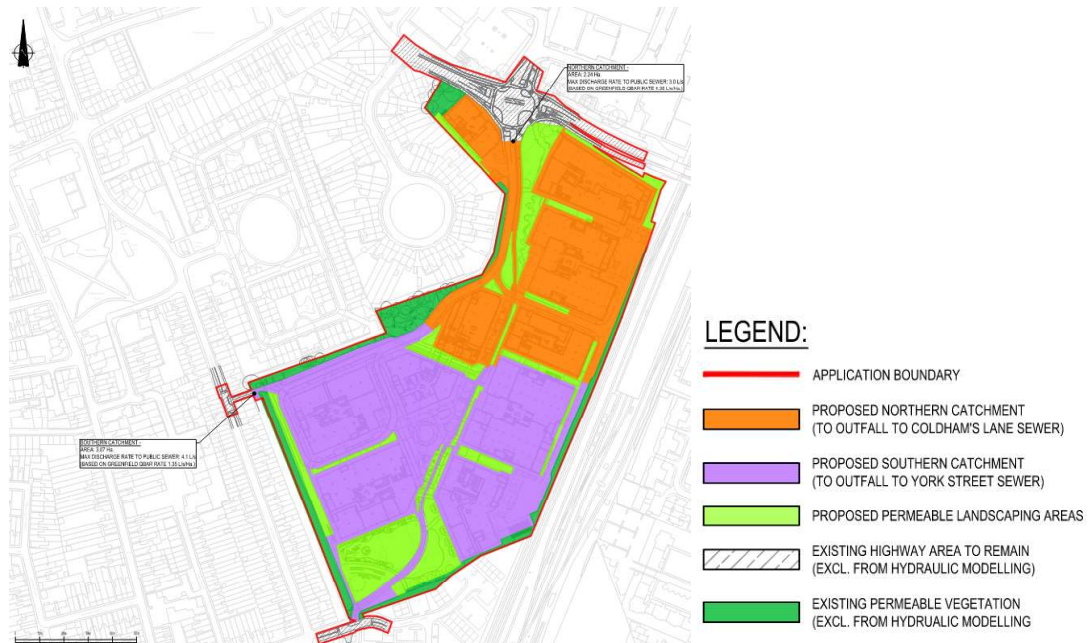 NORTHERN CATCHMENT -
AREA: 2.24 Ha
MAX DISCHARGE RATE TO PUBLIC SEWER: 3.0 L/s
(BASED ON GREENFIELD QBAR RATE 1.35 L/s/Ha.)
SOUTHERN CATCHMENT -
AREA: 3.07 Ha
MAX DISCHARGE RATE TO PUBLIC SEWER: 4.1 L/s
(BASED ON GREENFIELD QBAR RATE 1.35 L/s/Ha.)
LEGEND:
APPLICATION BOUNDARY
PROPOSED NORTHERN CATCHMENT
(TO OUTFALL TO COLDHAM'S LANE SEWER)
PROPOSED SOUTHERN CATCHMENT
(TO OUTFALL TO YORK STREET SEWER)
PROPOSED PERMEABLE LANDSCAPING AREAS
EXISTING HIGHWAY AREA TO REMAIN
(EXCL. FROM HYDRAULIC MODELLING)
EXISTING PERMEABLE VEGETATION
(EXCL. FROM HYDRUALIC MODELLING